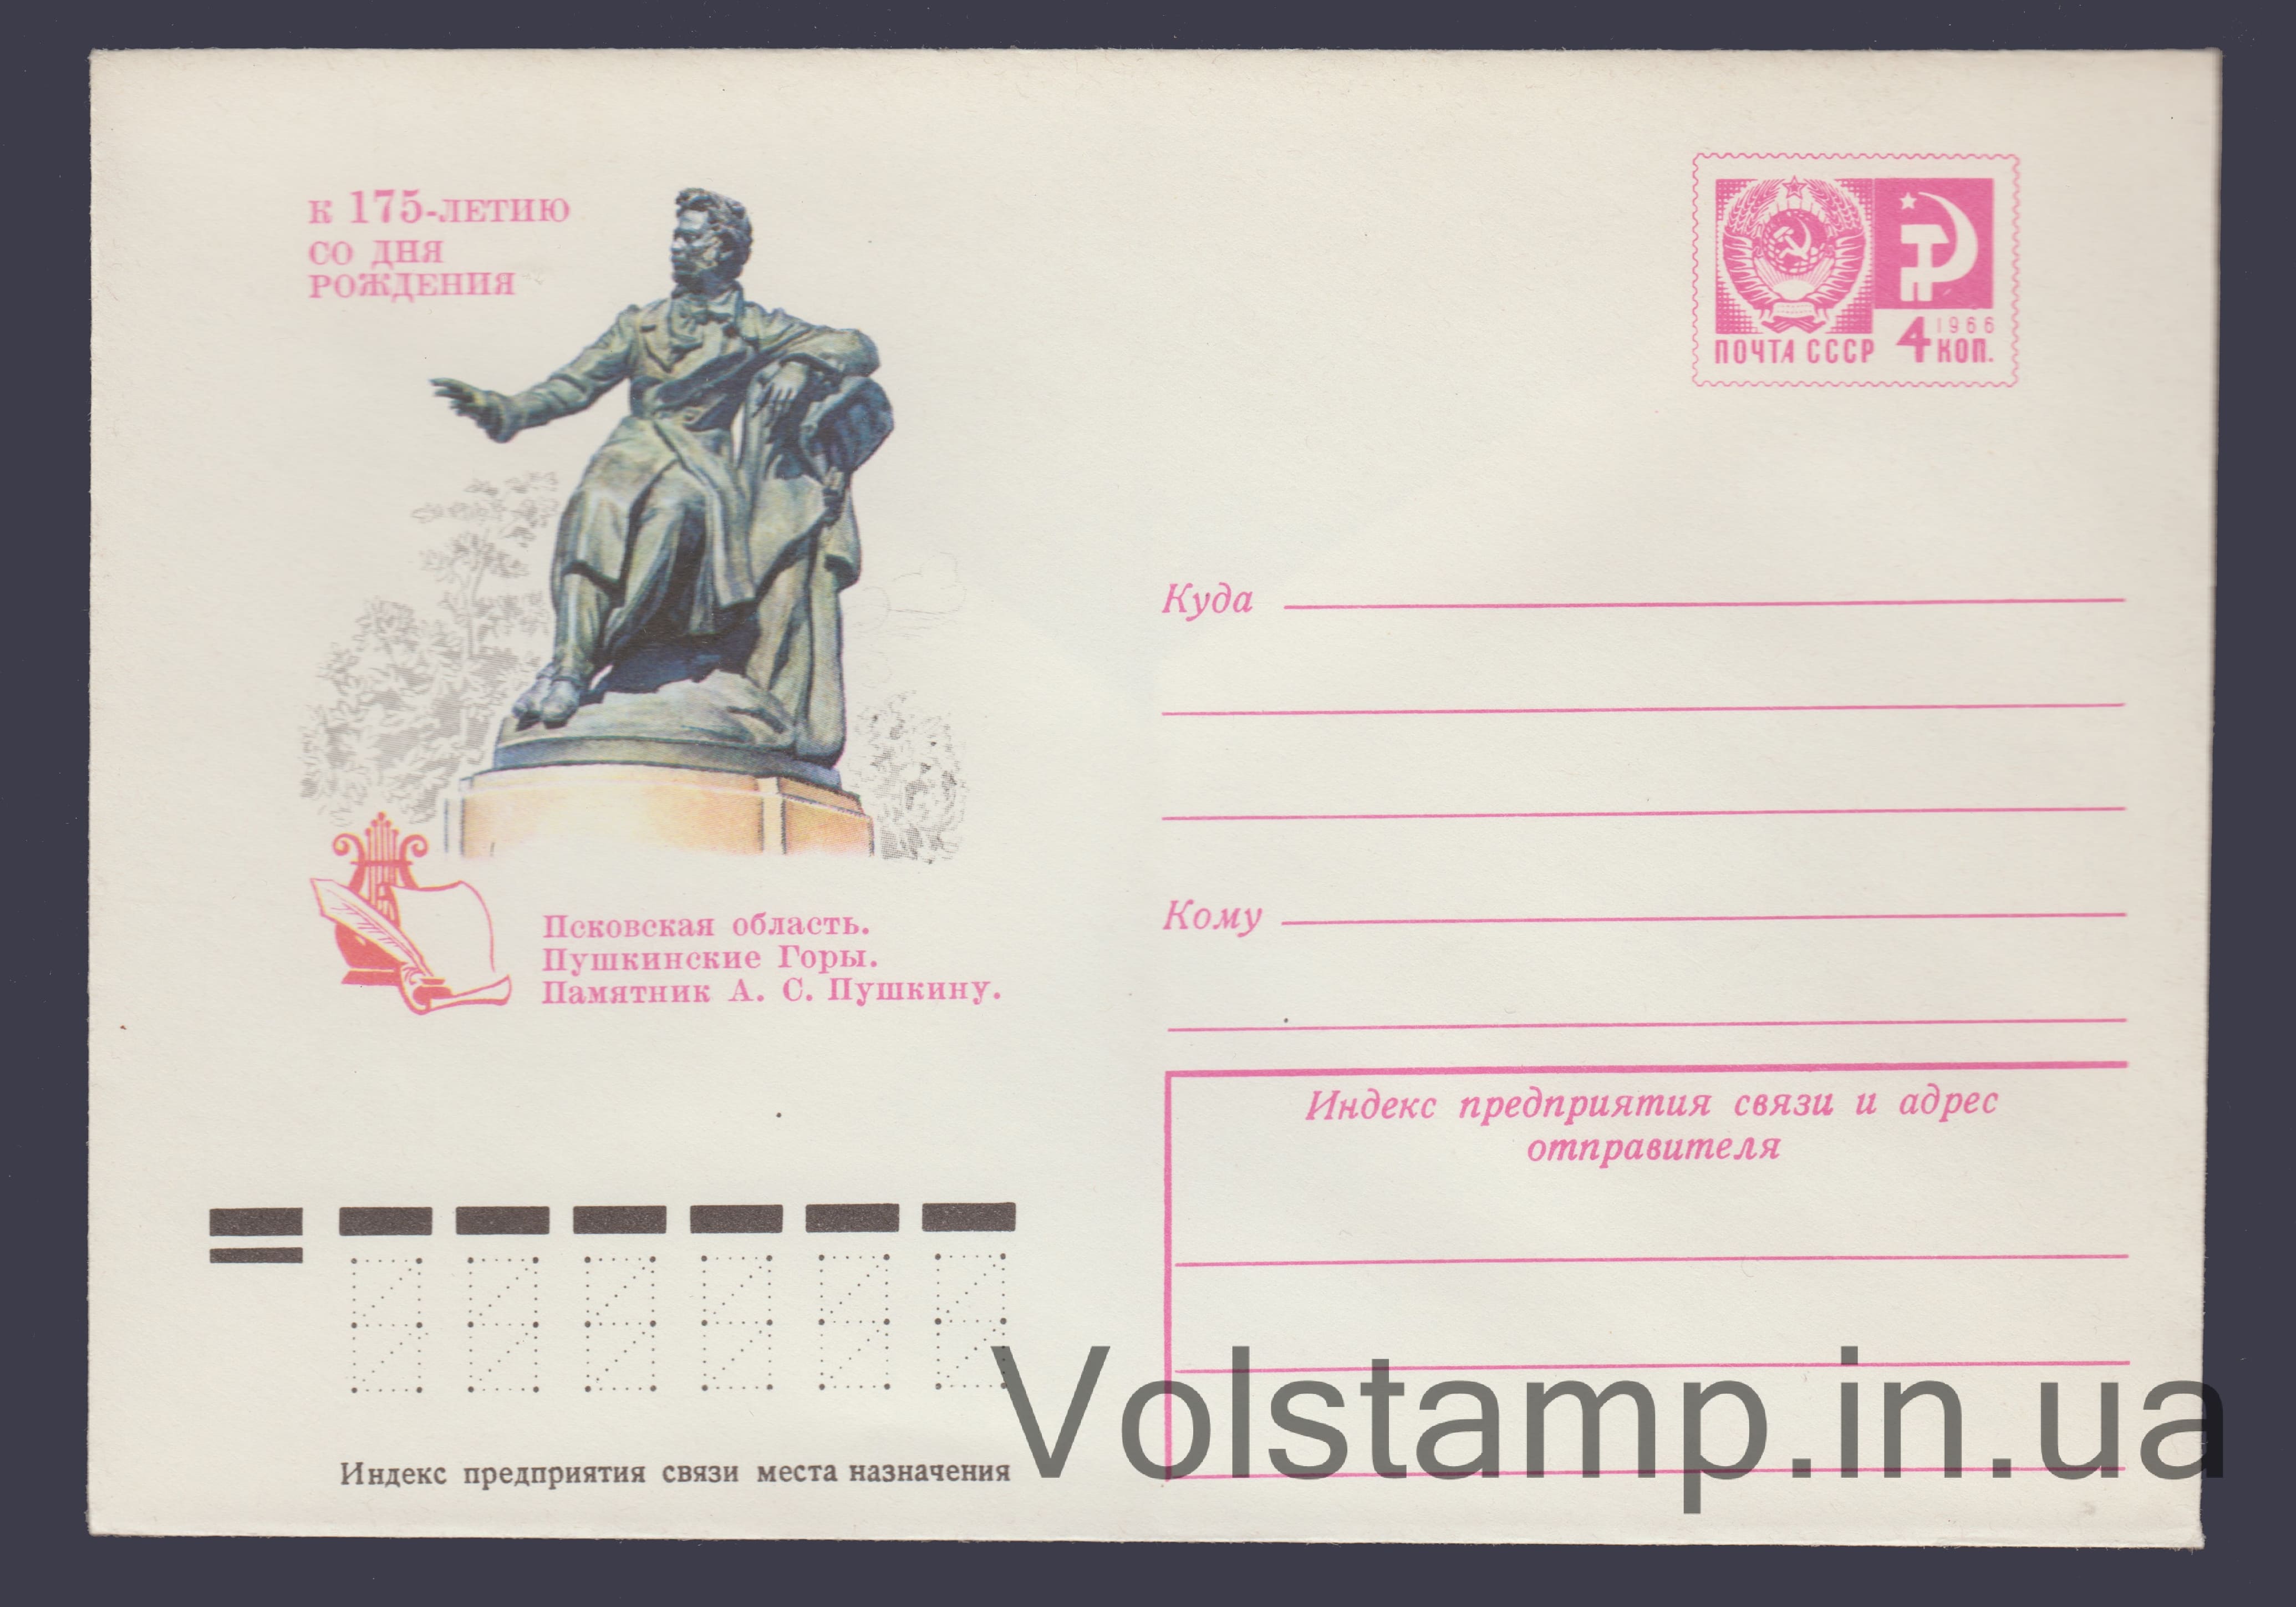 к 175-летию
со дня
рождения
1966
ПОЧТА СССР 4 КОП.
Псковская область.
Пушкинские Горы.
Памятник А. С. Пушкину.
Куда
Кому
Индекс предприятия связи и адрес
отправителя
Индекс предприятия связи места назначения
Volstamp.in.ua